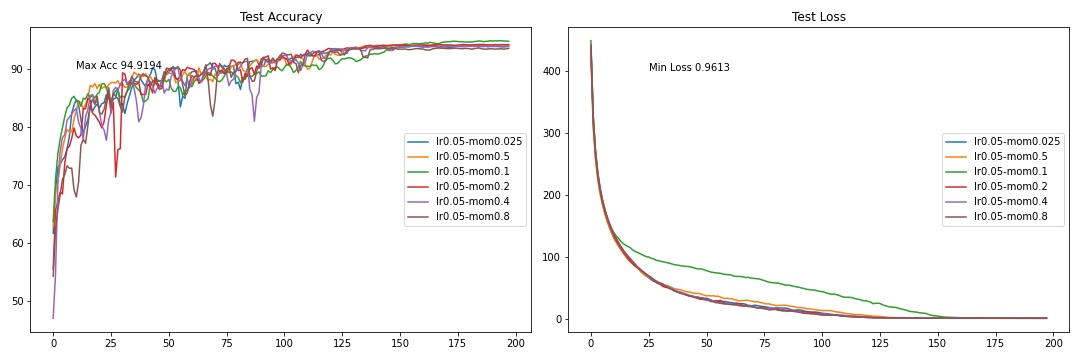 Test Accuracy
90
80
70
60
50
Max Acc 94.9194
lr0.05-mom0.025
lr0.05-mom0.5
lr0.05-mom0.1
lr0.05-mom0.2
lr0.05-mom0.4
lr0.05-mom0.8
0 25 50 75 100 125 150 175 200
Test Loss
400
300
200
100
0
Min Loss 0.9613
lr0.05-mom0.025
lr0.05-mom0.5
lr0.05-mom0.1
lr0.05-mom0.2
lr0.05-mom0.4
lr0.05-mom0.8
0 25 50 75 100 125 150 175 200